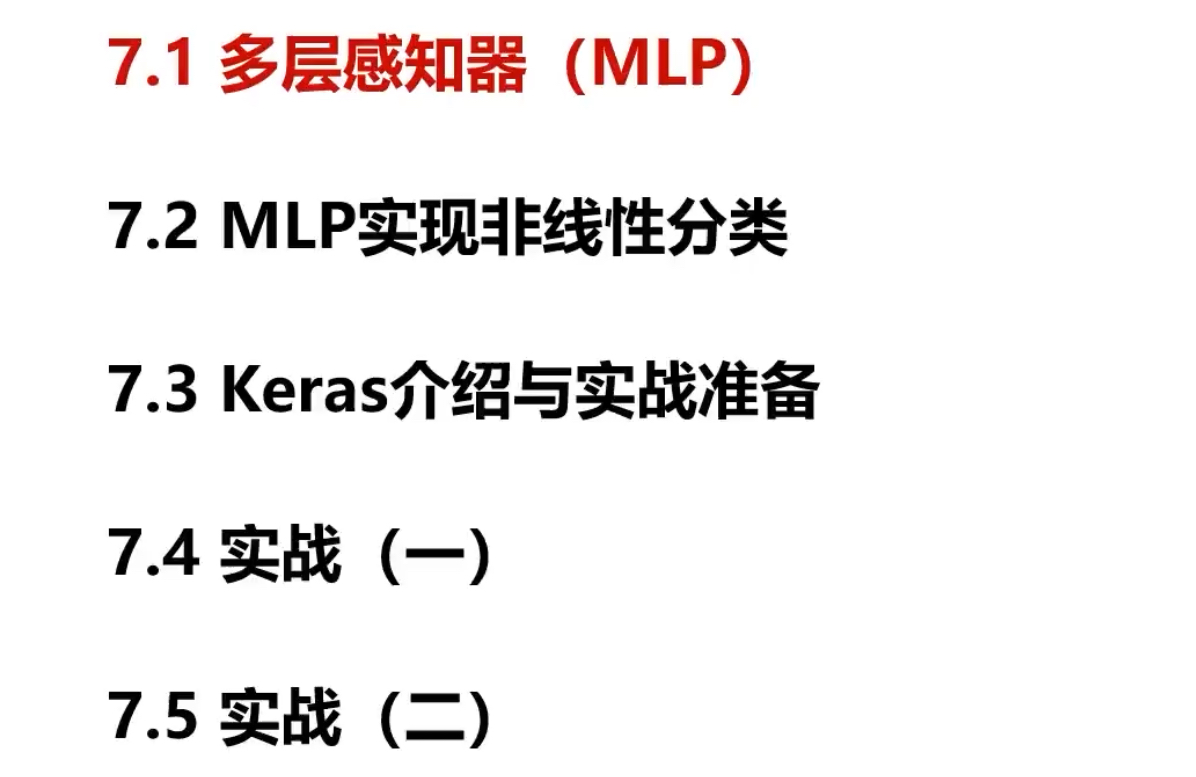 7.1 多层感知器（MLP）
7.2 MLP实现非线性分类
7.3 Keras介绍与实战准备
7.4 实战（一）
7.5 实战（二）